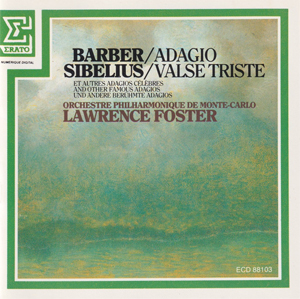 ERATO
NUMÉRIQUE DIGITAL
BARBER/ADAGIO
SIBELIUS/VALSE TRISTE
ET AUTRES ADAGIOS CÉLÈBRES
AND OTHER FAMOUS ADAGIOS
UND ANDERE BERÜHMTE ADAGIOS
ORCHESTRE PHILHARMONIQUE DE MONTE-CARLO
LAWRENCE FOSTER
ECD 88103